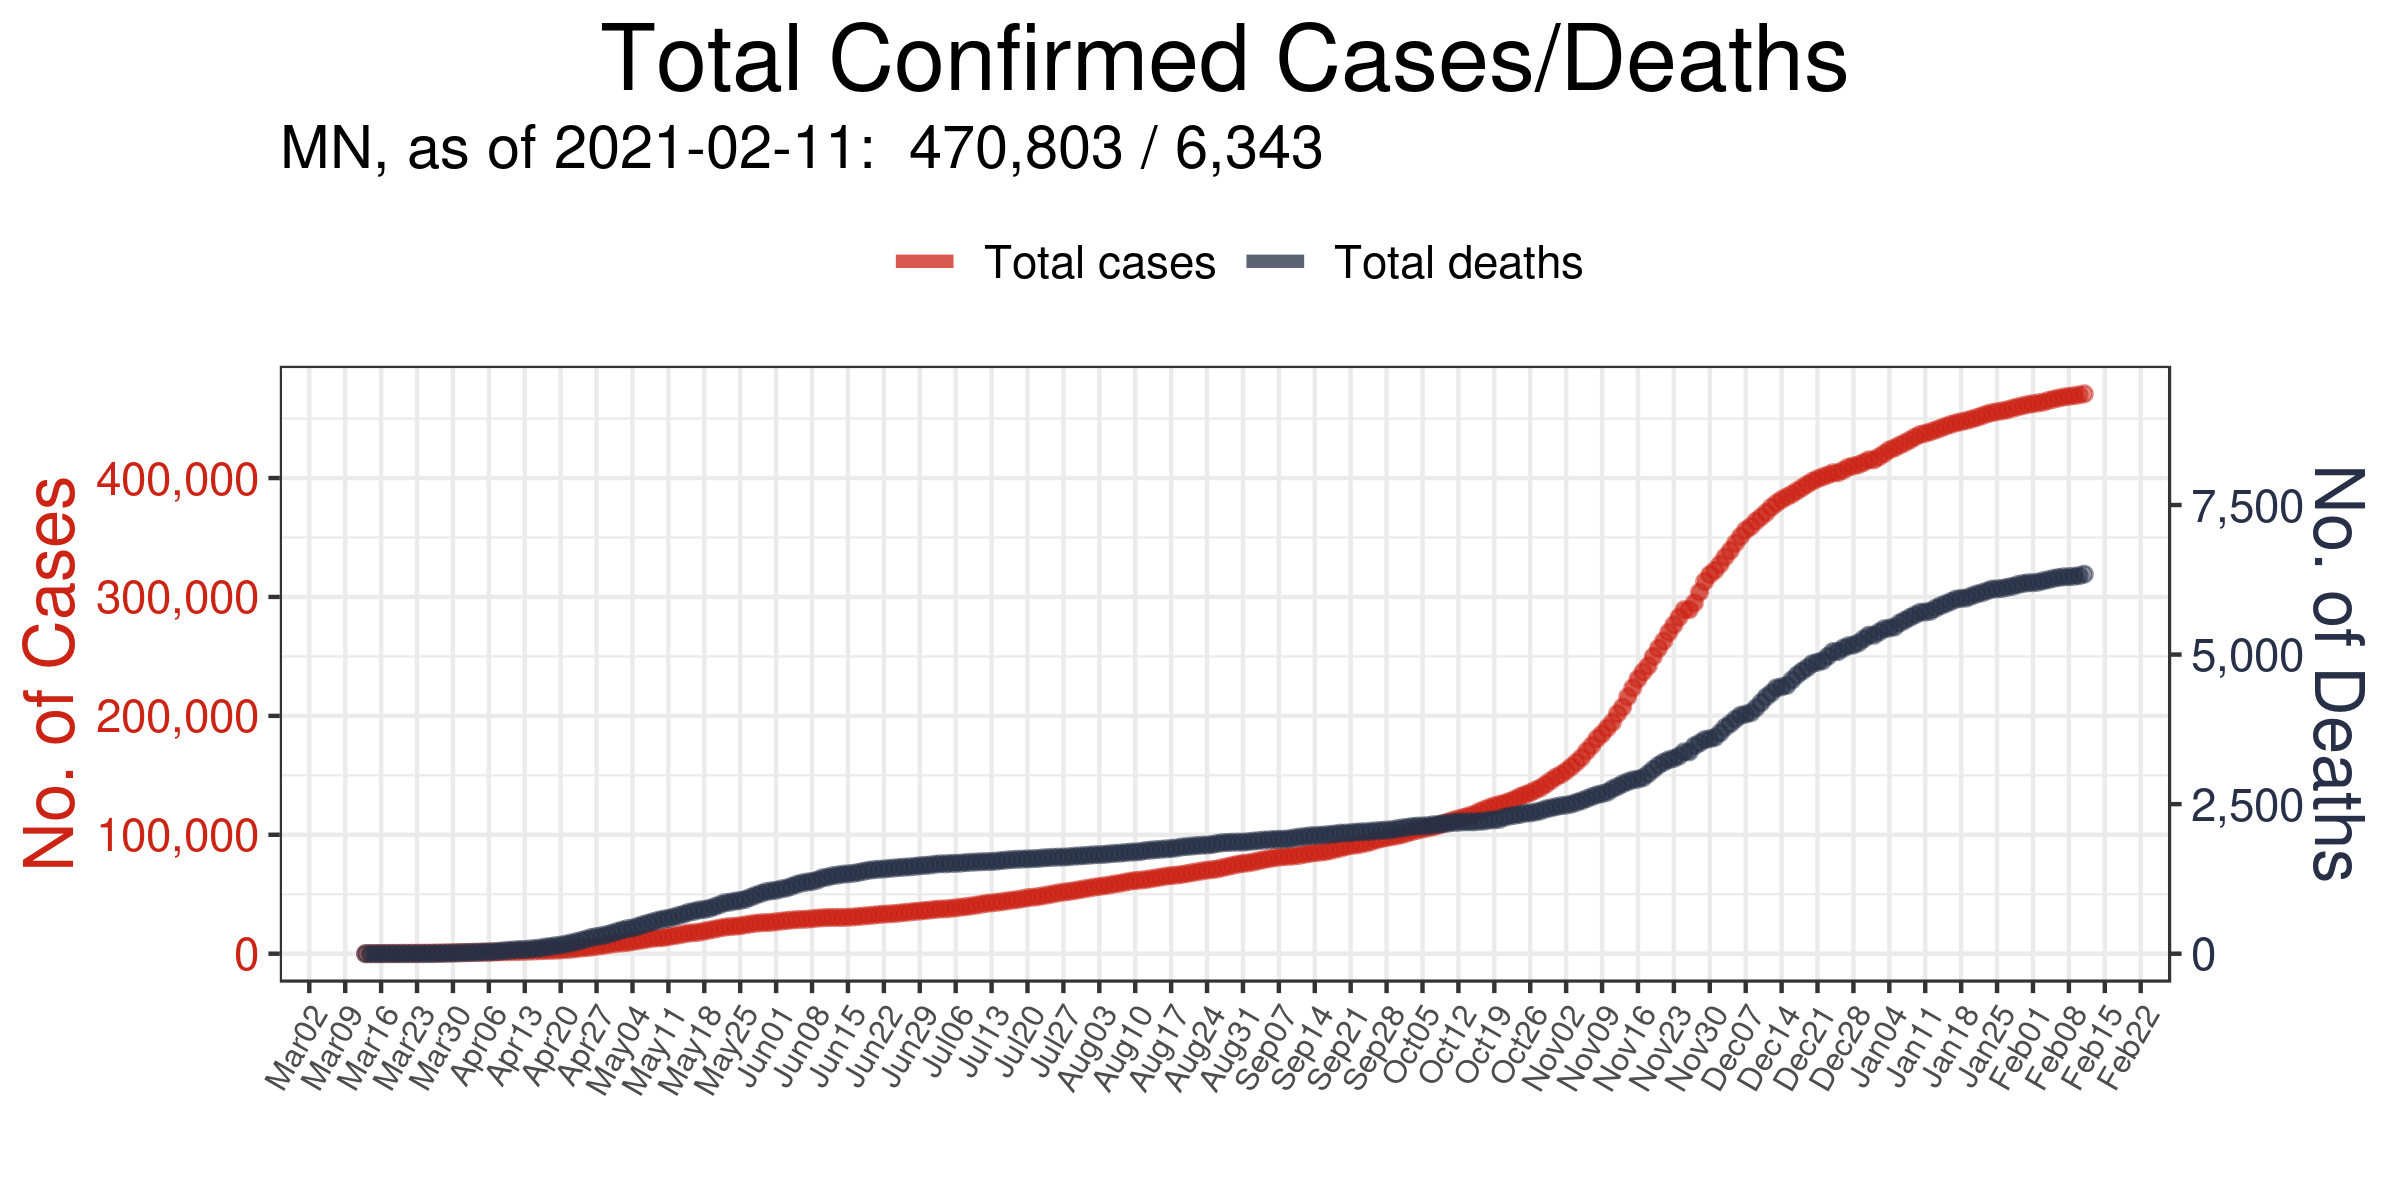 Total Confirmed Cases/Deaths
MN, as of 2021-02-11:  470,803 / 6,343
Total cases
Total deaths
No. of Cases
400,000
300,000
200,000
100,000
0
7,500
5,000
2,500
0
No. of Deaths
Mar02
Mar09
Mar16
Mar23
Mar30
Apr06
Apr13
Apr20
Apr27
May04
May11
May18
May25
Jun01
Jun08
Jun15
Jun22
Jun29
Jul06
Jul13
Jul20
Jul27
Aug03
Aug10
Aug17
Aug24
Aug31
Sep07
Sep14
Sep21
Sep28
Oct05
Oct12
Oct19
Oct26
Nov02
Nov09
Nov16
Nov23
Nov30
Dec07
Dec14
Dec21
Dec28
Jan04
Jan11
Jan18
Jan25
Feb01
Feb08
Feb15
Feb22